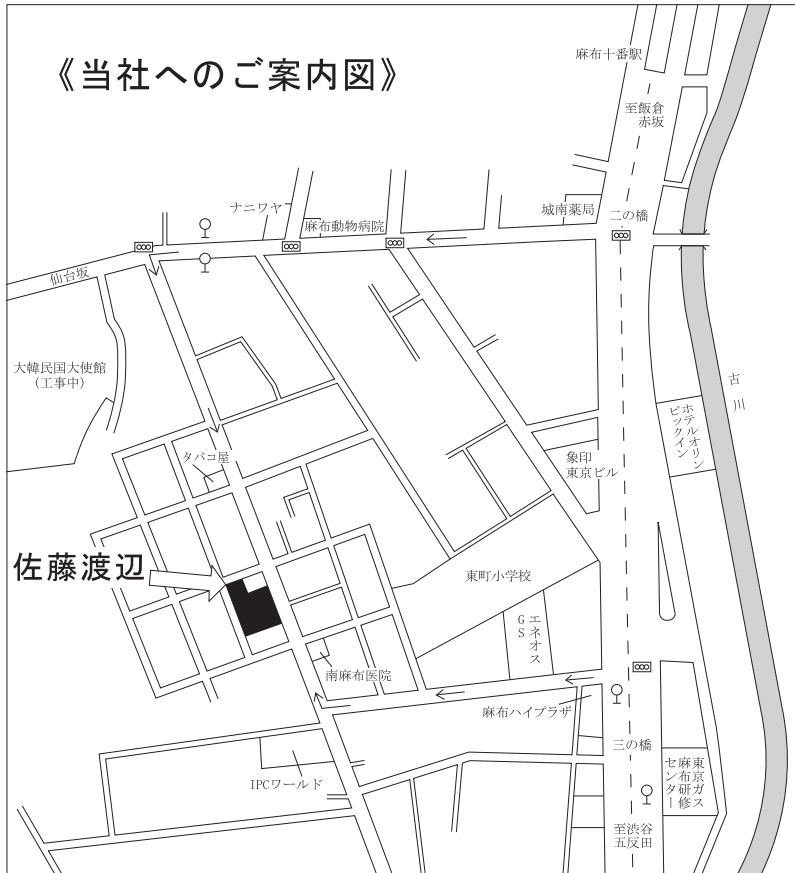 《当社へのご案内図》
麻布十番駅
至飯倉
赤坂
ナニワヤ
麻布動物病院
城南薬局
二の橋
仙台坂
大韓民国大使館
(工事中)
古川
ホテルオリン
ピックイン
タバコ屋
象印
東京ビル
佐藤渡辺
東町小学校
エネオス
GS
南麻布医院
麻布ハイプラザ
三の橋
IPCワールド
東京ガス
麻布研修
センター
至渋谷
五反田